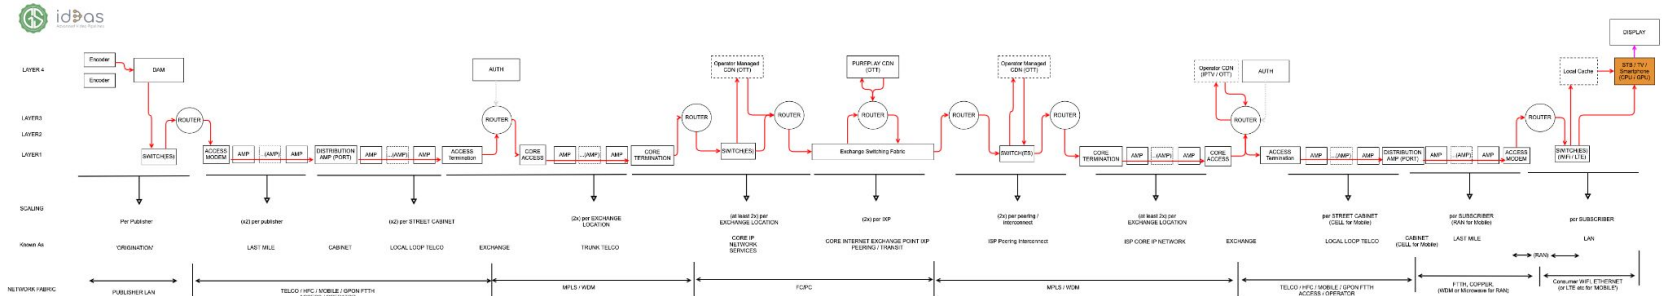 GS ideas
DISPLAY
LAYER 4
Encoder
Encoder
DAM
AUTH
Operator Managed
CDN (OTT)
PUREPLAY CDN
(OTT)
Operator Managed
CDN (OTT)
Operator CDN
(IPTV / OTT)
AUTH
Local Cache
STB / TV /
Smartphone
(CPU / GPU)
LAYER3
LAYER2
LAYER1
ROUTER
ROUTER
ROUTER
ROUTER
ROUTER
ROUTER
ROUTER
ROUTER
ROUTER
SWITCH(ES)
ACCESS
MODEM
AMP
...(AMP)
AMP
DISTRIBUTION
AMP (PORT)
AMP
(AMP)
AMP
ACCESS
Termination
CORE
ACCESS
AMP
...(AMP)
AMP
CORE
TERMINATION
SWITCH(ES)
Exchange Switching Fabric
SWITCH(ES)
CORE
TERMINATION
AMP
...(AMP)
AMP
CORE
ACCESS
ACCESS
Termination
AMP
...(AMP)
AMP
DISTRIBUTION
AMP (PORT)
AMP
(AMP)
AMP
ACCESS
MODEM
SWITCH(ES)
(WiFi / LTE)
SCALING
Per Publisher
(x2) per publisher
(x2) per STREET CABINET
(2x) per EXCHANGE
LOCATION
(at least 2x) per
EXCHANGE LOCATION
(2x) per IXP
(2x) per peering /
interconnect
(at least 2x) per
EXCHANGE LOCATION
per STREET CABINET
(CELL for Mobile)
per SUBSCRIBER
(RAN for Mobile)
per SUBSCRIBER
Known As
'ORIGINATION'
LAST MILE
CABINET
LOCAL LOOP TELCO
EXCHANGE
TRUNK TELCO
CORE IP
NETWORK
SERVICES
CORE INTERNET EXCHANGE POINT IXP
PEERING / TRANSIT
ISP Peering Interconnect
ISP CORE IP NETWORK
EXCHANGE
LOCAL LOOP TELCO
CABINET
(CELL for Mobile)
LAST MILE
LAN
(RAN)
NETWORK FABRIC
PUBLISHER LAN
TELCO / HFC / MOBILE / GPON FTTH
MPLS / WDM
FC/PC
MPLS / WDM
TELCO / HFC / MOBILE / GPON FTTH
ACCESS / OPERATOR
FTTH, COPPER,
(WDM or Microwave for RAN)
Consumer WIFI, ETHERNET
(or LTE etc for 'MOBILE')